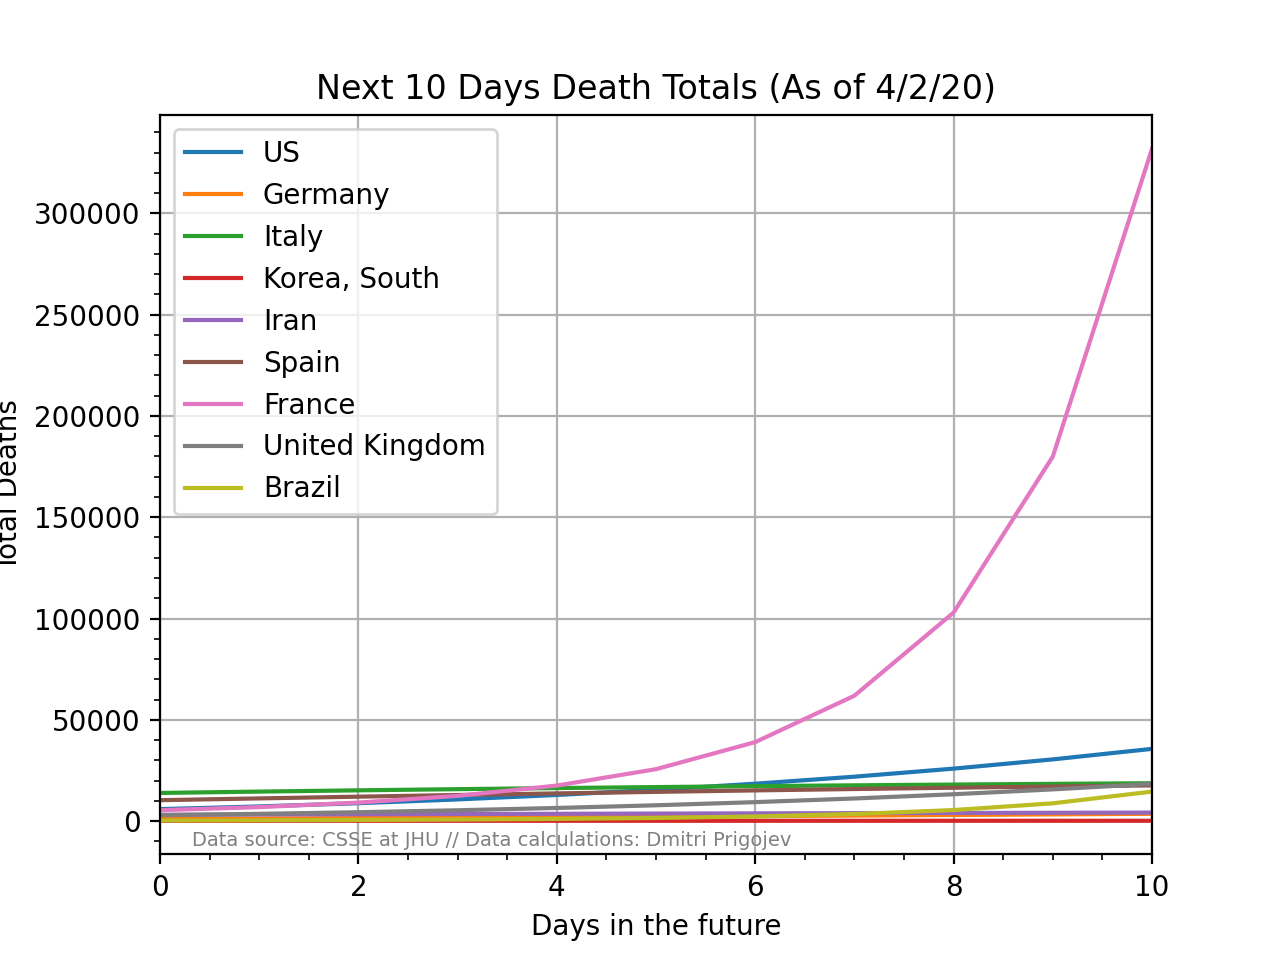 Next 10 Days Death Totals (As of 4/2/20)
US
Germany
Italy
Korea, South
Iran
Spain
France
United Kingdom
Brazil
300000
250000
200000
150000
100000
50000
0
Total Deaths
Data source: CSSE at JHU // Data calculations: Dmitri Prigojev
0 2 4 6 8 10
Days in the future